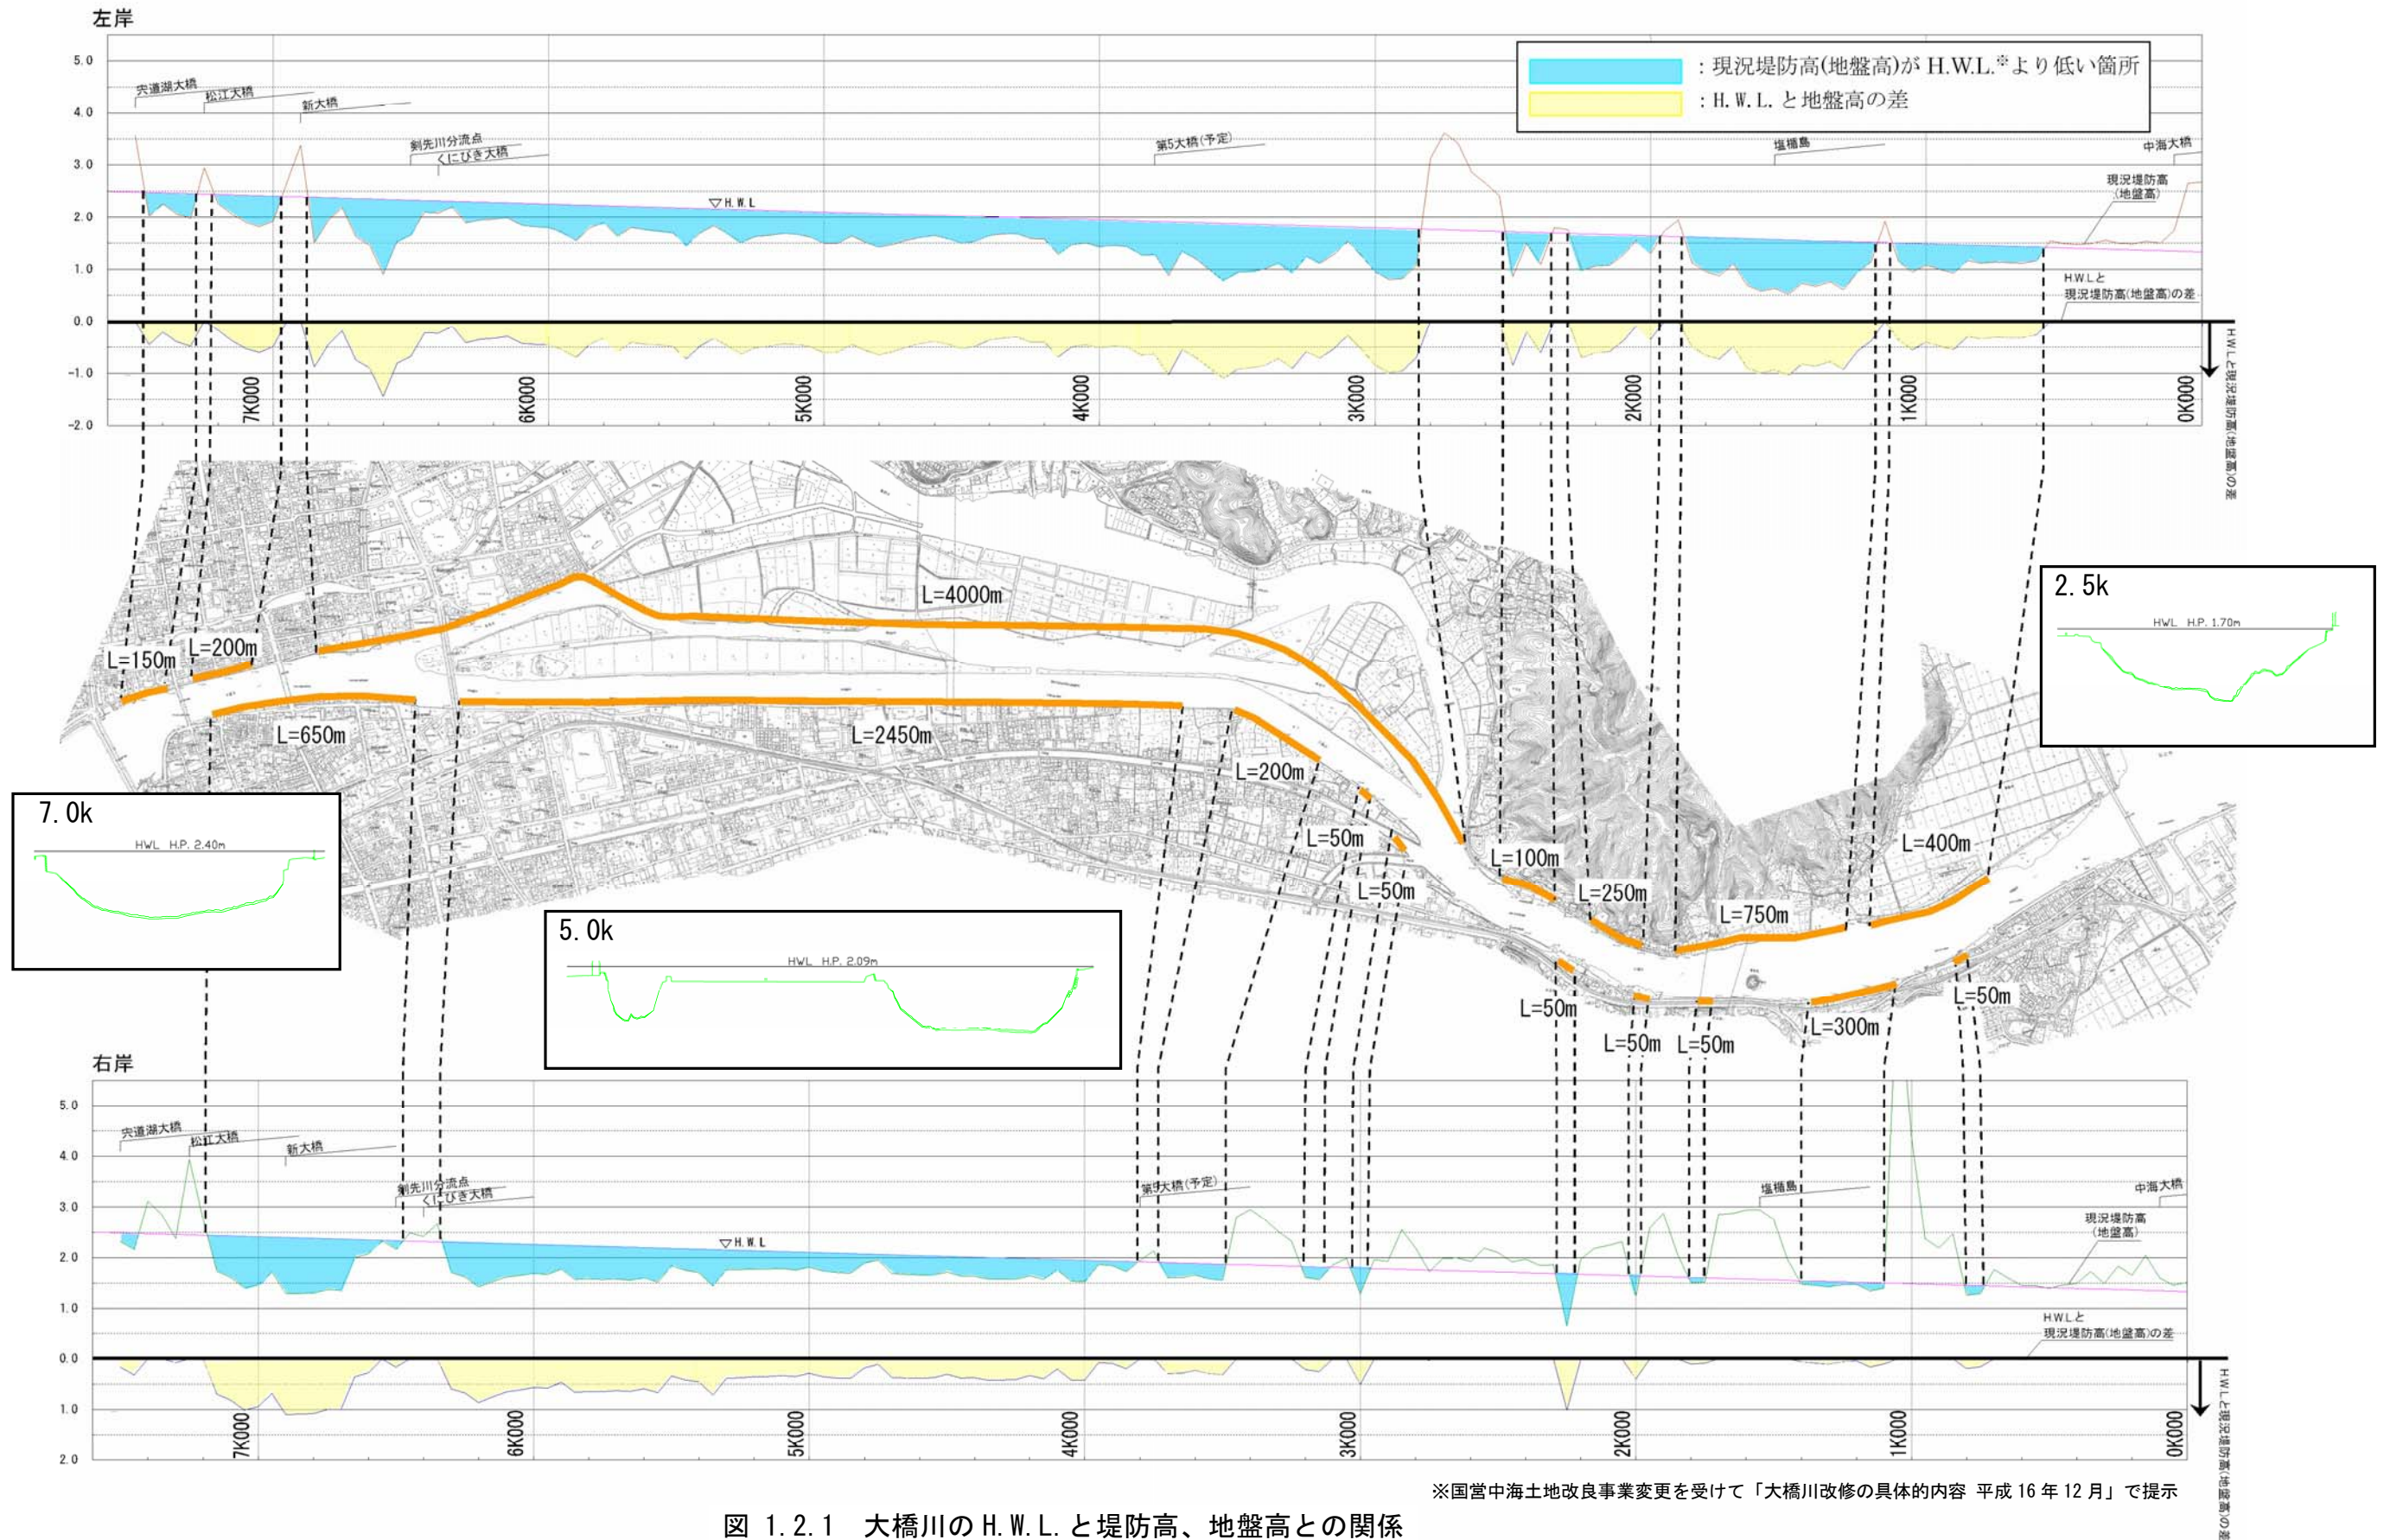 左岸
5.0
4.0
3.0
2.0
1.0
0.0
-1.0
-2.0
宍道湖大橋
松江大橋
新大橋
剣先川分流点
くにびき大橋
▽H.W.L
第5大橋(予定)
塩楯島
中海大橋
現況堤防高
(地盤高)
H.W.Lと
現況堤防高(地盤高)の差
H.W.Lと現況堤防高(地盤高)の差
：現況堤防高(地盤高)が H.W.L.※より低い箇所
：H.W.L.と地盤高の差
7K000
6K000
5K000
4K000
3K000
2K000
1K000
0K000
L=150m
L=200m
L=4000m
L=650m
L=2450m
L=200m
L=50m
L=50m
L=100m
L=250m
L=750m
L=400m
L=50m
L=50m
L=50m
L=300m
L=50m
2.5k
HWL H.P. 1.70m
7.0k
HWL H.P. 2.40m
5.0k
HWL H.P. 2.09m
右岸
5.0
4.0
3.0
2.0
1.0
0.0
1.0
2.0
宍道湖大橋
松江大橋
新大橋
剣先川分流点
くにびき大橋
▽H.W.L
第5大橋(予定)
塩楯島
中海大橋
現況堤防高
(地盤高)
H.W.Lと
現況堤防高(地盤高)の差
H.W.Lと現況堤防高(地盤高)の差
7K000
6K000
5K000
4K000
3K000
2K000
1K000
0K000
※国営中海土地改良事業変更を受けて「大橋川改修の具体的内容 平成16年12月」で提示
図 1.2.1 大橋川のH.W.L.と堤防高、地盤高との関係